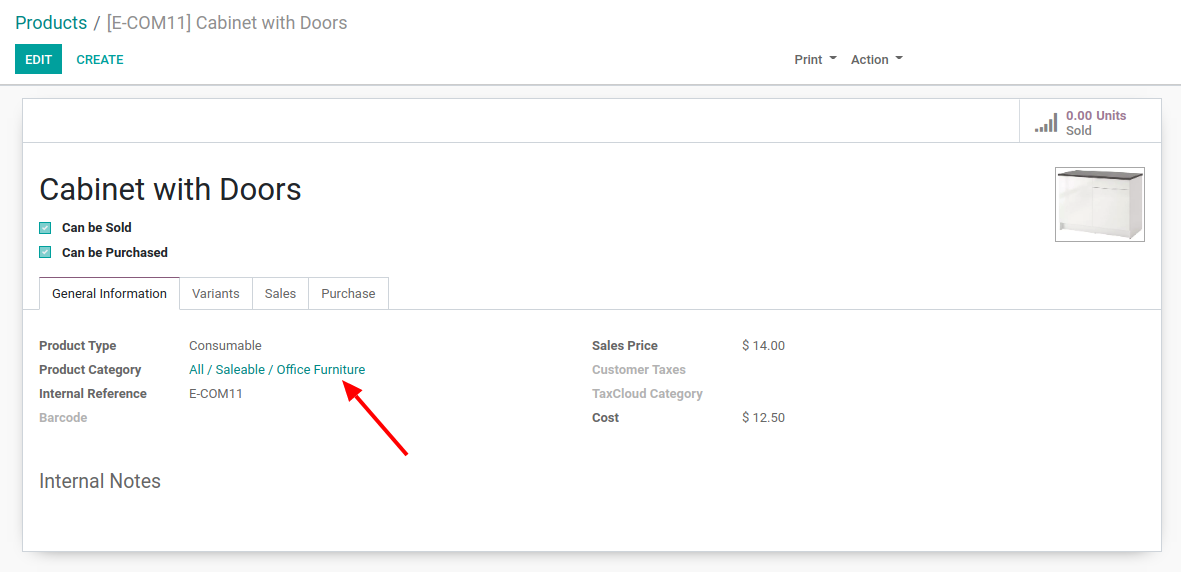 Products / [E-COM11] Cabinet with Doors
EDIT CREATE Print Action
0.00 Units
Sold
Cabinet with Doors
Can be Sold
Can be Purchased
General Information Variants Sales Purchase
Product Type Consumable Sales Price $ 14.00
Product Category All / Saleable / Office Furniture Customer Taxes
Internal Reference E-COM11 TaxCloud Category
Barcode Cost $ 12.50
Internal Notes